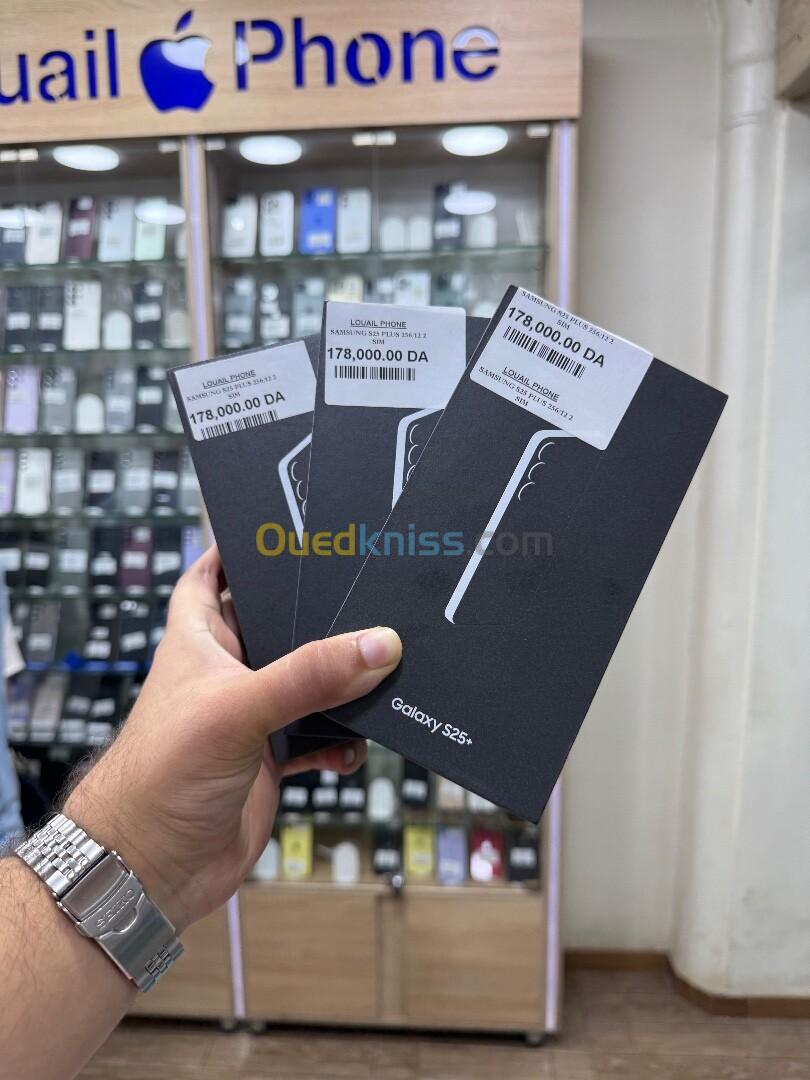 uail Phone
LOUAIL PHONE
SAMSUNG S25 PLUS 256/12 2
SIM
178,000.00 DA
LOUAIL PHONE
SAMSUNG S25 PLUS 256/12 2
SIM
178,000.00 DA
SAMSUNG S25 PLUS 256/12 2
SIM
178,000.00 DA
LOUAIL PHONE
SAMSUNG S25 PLUS 256/12 2
SIM
Ouedkniss.com
Galaxy S25+
SEIKO